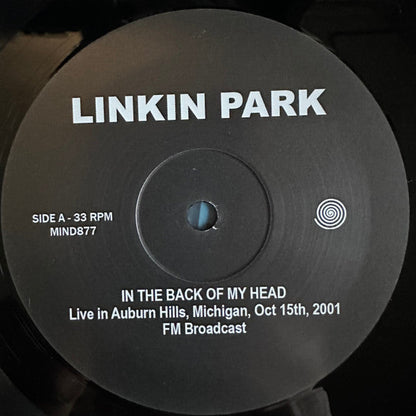 LINKIN PARK
SIDE A - 33 RPM
MIND877
IN THE BACK OF MY HEAD
Live in Auburn Hills, Michigan, Oct 15th, 2001
FM Broadcast